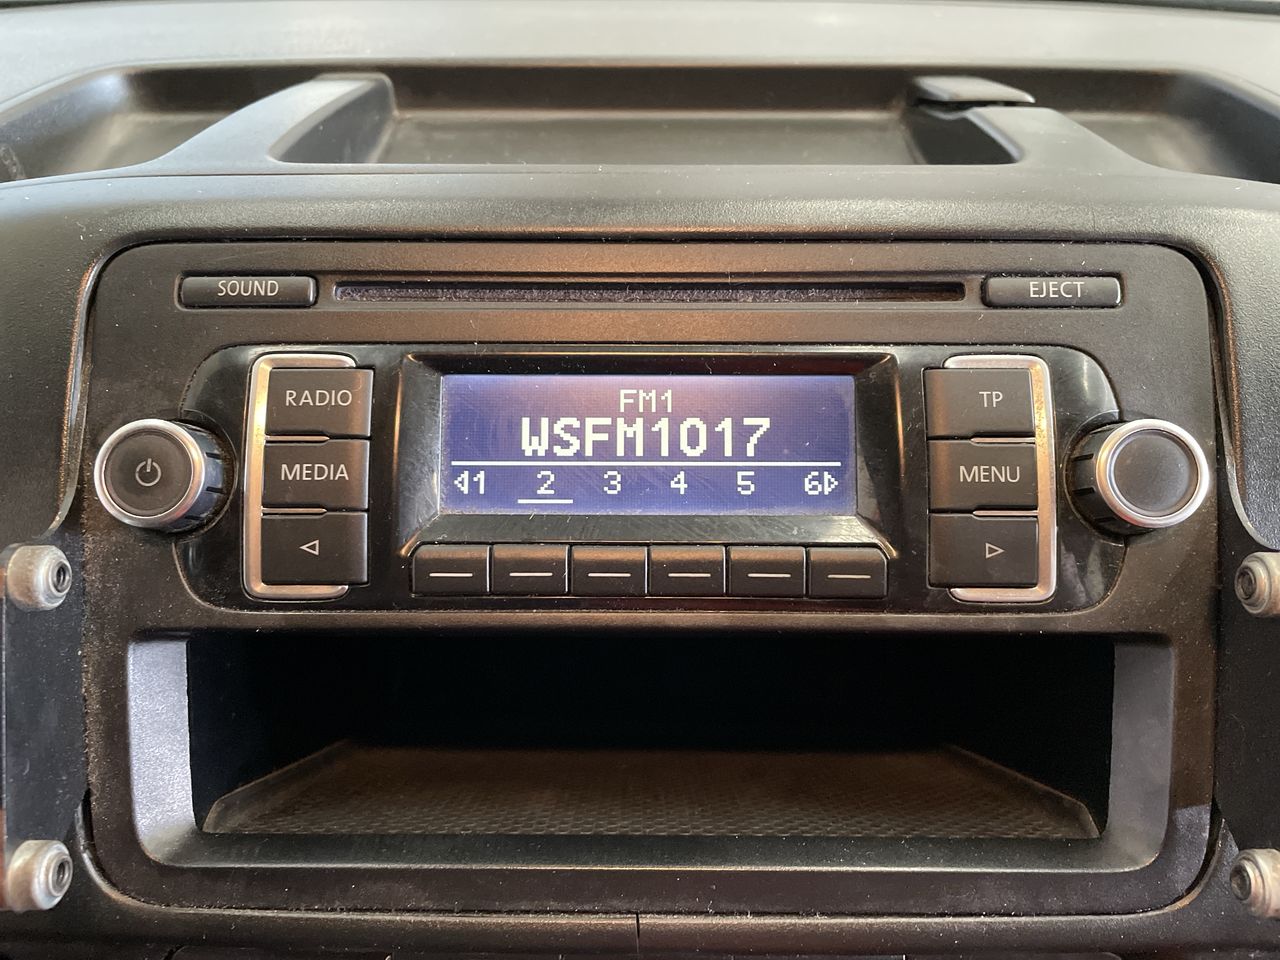 SOUND
EJECT
RADIO
MEDIA
FM1
WSFM1017
1 2 3 4 5 6
TP
MENU